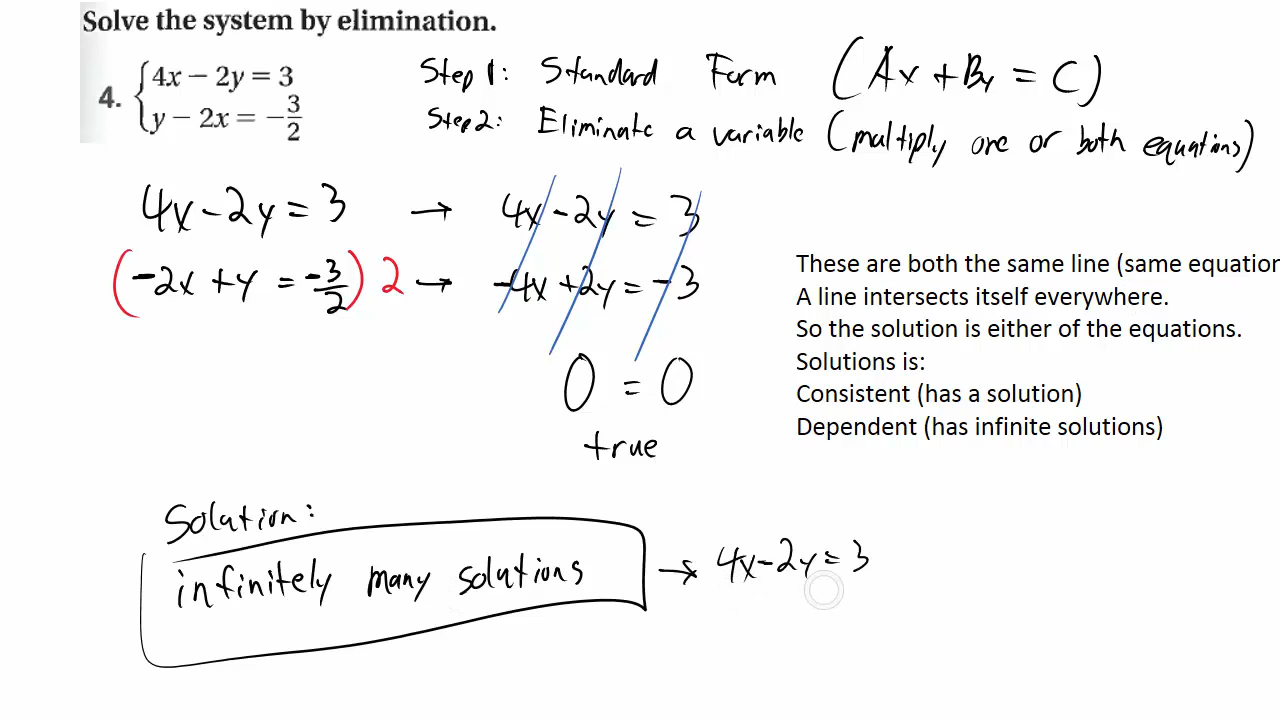 Solve the system by elimination.
4. {4x − 2y = 3
y − 2x = −3/2
Step 1: Standard Form (Ax + By = C)
Step 2: Eliminate a variable (multiply one or both equations)
4x − 2y = 3 → 4x − 2y = 3
(−2x + y = −3/2) 2 → −4x + 2y = −3
0 = 0
true
These are both the same line (same equation
A line intersects itself everywhere.
So the solution is either of the equations.
Solutions is:
Consistent (has a solution)
Dependent (has infinite solutions)
Solution:
infinitely many solutions → 4x − 2y = 3